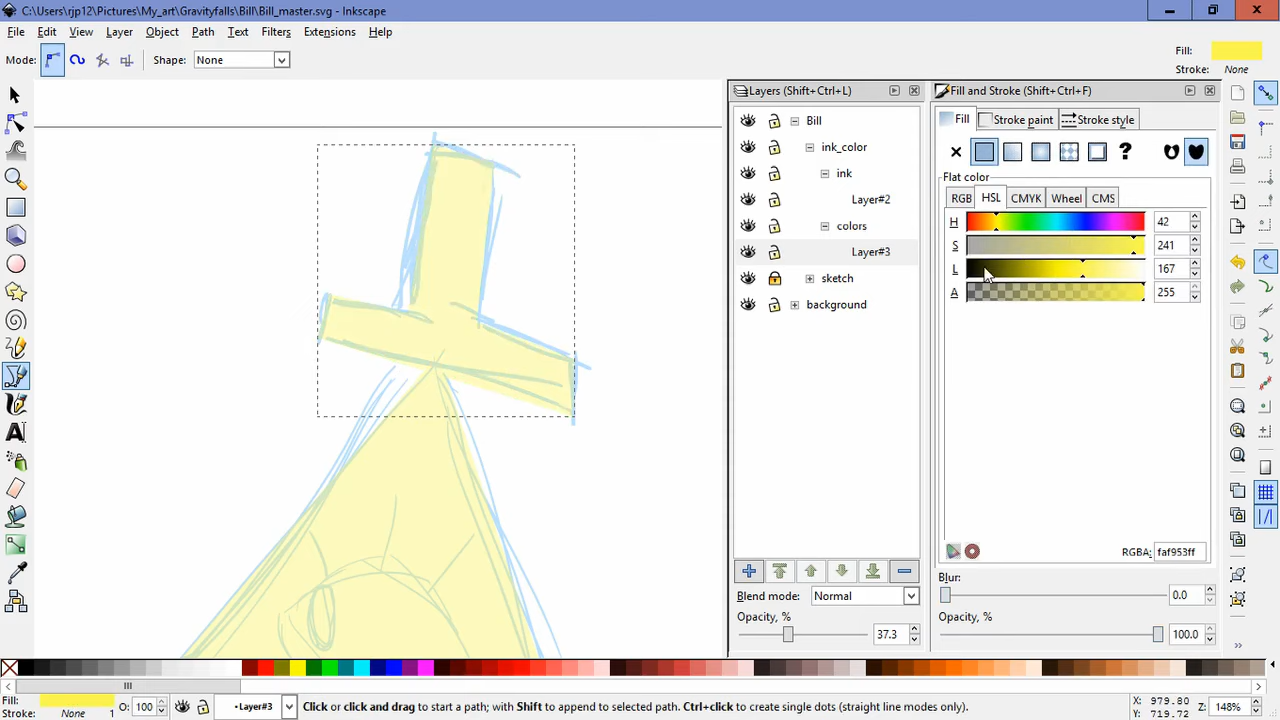 C:\Users\rjp12\Pictures\My_art\Gravityfalls\Bill\Bill_master.svg - Inkscape
File Edit View Layer Object Path Text Filters Extensions Help
Mode: Shape: None Fill:
Stroke: None
Layers (Shift+Ctrl+L) Fill and Stroke (Shift+Ctrl+F)
Bill Fill Stroke paint Stroke style
ink_color
ink
Flat color
Layer#2 RGB HSL CMYK Wheel CMS
colors H 42
S 241
Layer#3 L 167
sketch A 255
background
RGBA: faf953ff
Blur:
Blend mode: Normal 0.0
Opacity, % Opacity, %
37.3 100.0
Fill: O: 100 •Layer#3 Click or click and drag to start a path; with Shift to append to selected path. Ctrl+click to create single dots (straight line modes only). X: 979.80 Z: 148%
Stroke: None 1 Y: 719.72